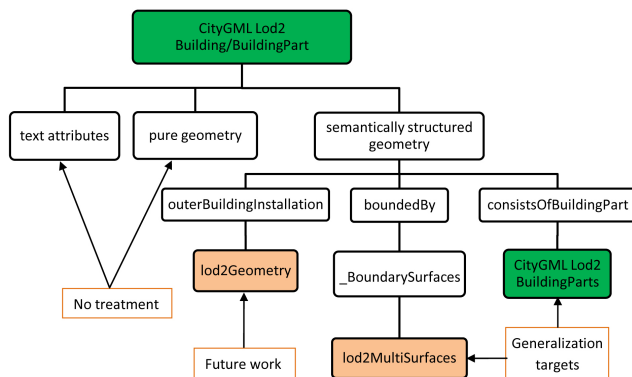 CityGML Lod2
Building/BuildingPart
text attributes
pure geometry
semantically structured
geometry
outerBuildingInstallation
boundedBy
consistsOfBuildingPart
lod2Geometry
_BoundarySurfaces
CityGML Lod2
BuildingParts
No treatment
Future work
lod2MultiSurfaces
Generalization
targets